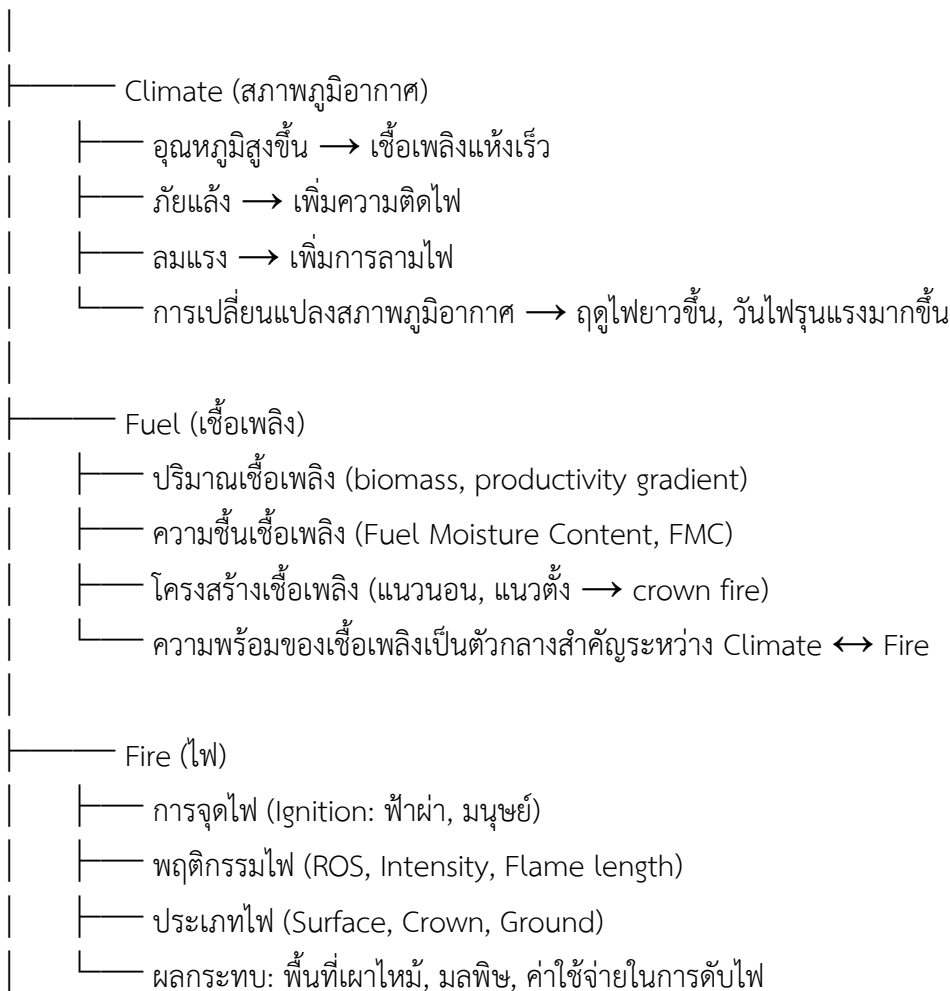 Climate (สภาพภูมิอากาศ)
อุณหภูมิสูงขึ้น → เชื้อเพลิงแห้งเร็ว
ภัยแล้ง → เพิ่มความติดไฟ
ลมแรง → เพิ่มการลามไฟ
การเปลี่ยนแปลงสภาพภูมิอากาศ → ฤดูไฟยาวขึ้น, วันไฟรุนแรงมากขึ้น
Fuel (เชื้อเพลิง)
ปริมาณเชื้อเพลิง (biomass, productivity gradient)
ความชื้นเชื้อเพลิง (Fuel Moisture Content, FMC)
โครงสร้างเชื้อเพลิง (แนวนอน, แนวตั้ง → crown fire)
ความพร้อมของเชื้อเพลิงเป็นตัวกลางสำคัญระหว่าง Climate ↔ Fire
Fire (ไฟ)
การจุดไฟ (Ignition: ฟ้าผ่า, มนุษย์)
พฤติกรรมไฟ (ROS, Intensity, Flame length)
ประเภทไฟ (Surface, Crown, Ground)
ผลกระทบ: พื้นที่เผาไหม้, มลพิษ, ค่าใช้จ่ายในการดับไฟ